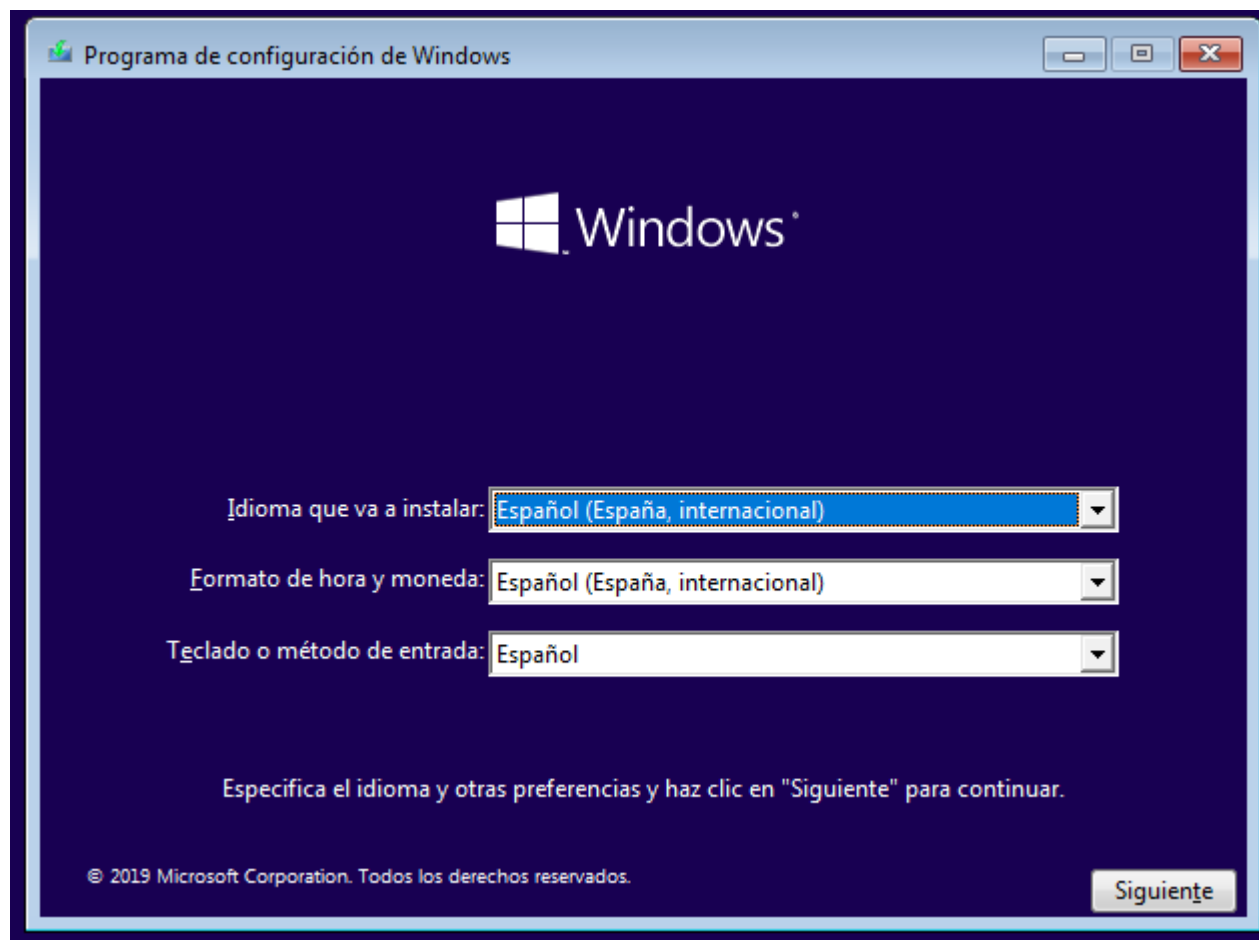 Programa de configuración de Windows
Windows
Idioma que va a instalar: Español (España, internacional)
Formato de hora y moneda: Español (España, internacional)
Teclado o método de entrada: Español
Especifica el idioma y otras preferencias y haz clic en "Siguiente" para continuar.
© 2019 Microsoft Corporation. Todos los derechos reservados.
Siguiente